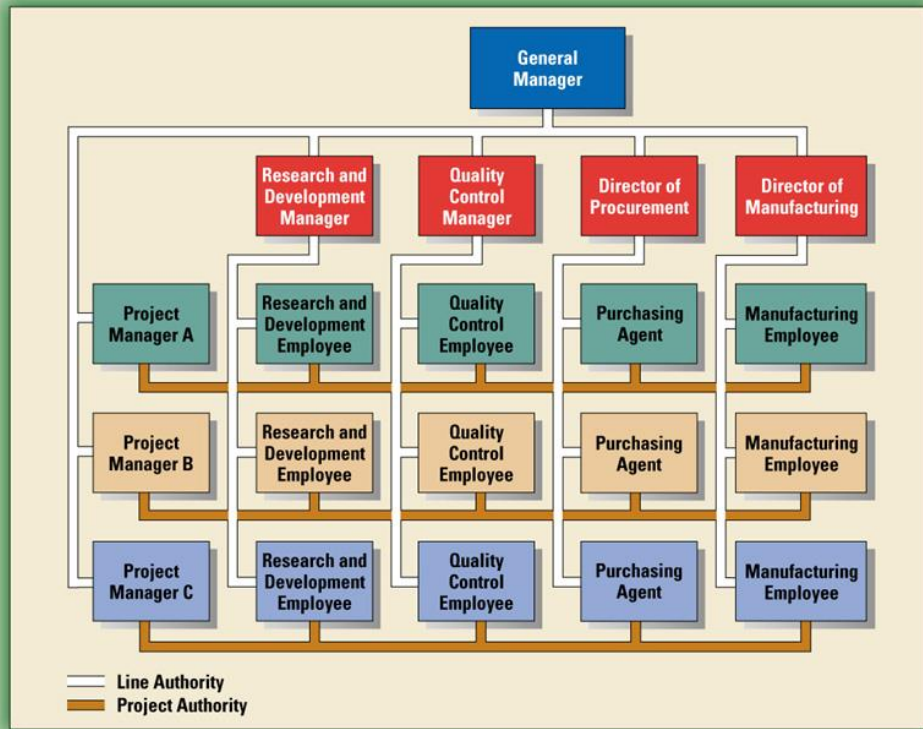 General
Manager
Research and
Development
Manager
Quality
Control
Manager
Director of
Procurement
Director of
Manufacturing
Project
Manager A
Research and
Development
Employee
Quality
Control
Employee
Purchasing
Agent
Manufacturing
Employee
Project
Manager B
Research and
Development
Employee
Quality
Control
Employee
Purchasing
Agent
Manufacturing
Employee
Project
Manager C
Research and
Development
Employee
Quality
Control
Employee
Purchasing
Agent
Manufacturing
Employee
Line Authority
Project Authority